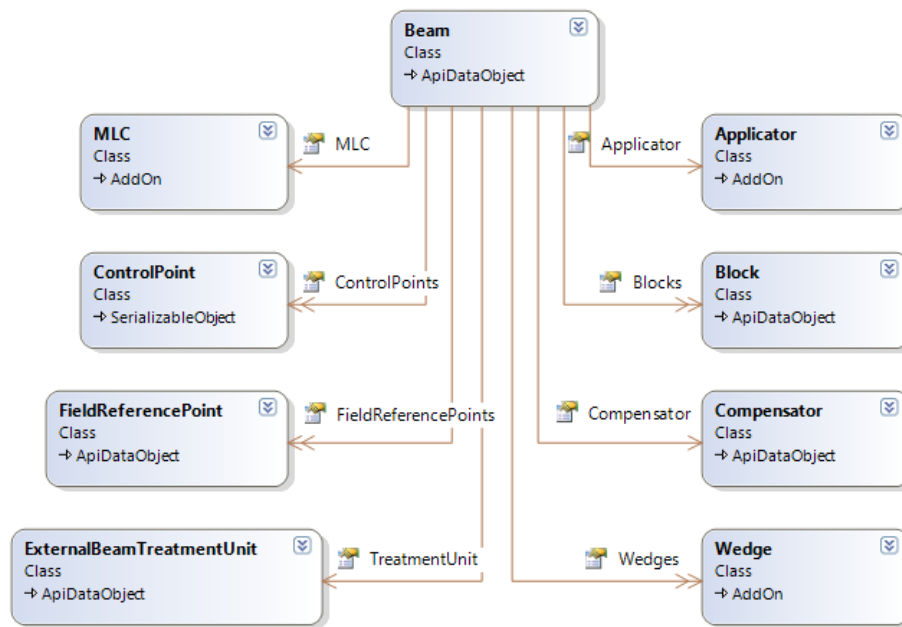 Beam
Class
ApiDataObject
MLC
Class
AddOn
MLC
Applicator
Applicator
Class
AddOn
ControlPoint
Class
SerializableObject
ControlPoints
Blocks
Block
Class
ApiDataObject
FieldReferencePoint
Class
ApiDataObject
FieldReferencePoints
Compensator
Compensator
Class
ApiDataObject
ExternalBeamTreatmentUnit
Class
ApiDataObject
TreatmentUnit
Wedges
Wedge
Class
AddOn